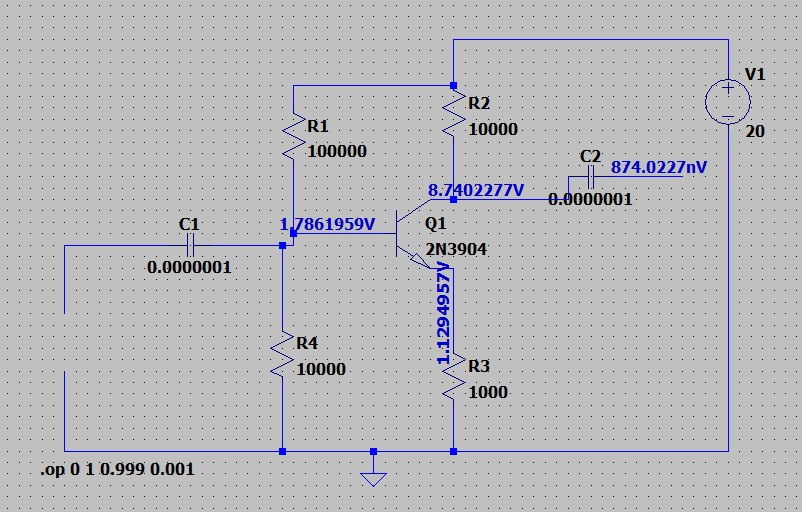 V1
20
R2
10000
R1
100000
C2
874.0227nV
0.0000001
8.7402277V
1.7861959V
Q1
2N3904
C1
0.0000001
1.1294957V
R4
10000
R3
1000
.op 0 1 0.999 0.001